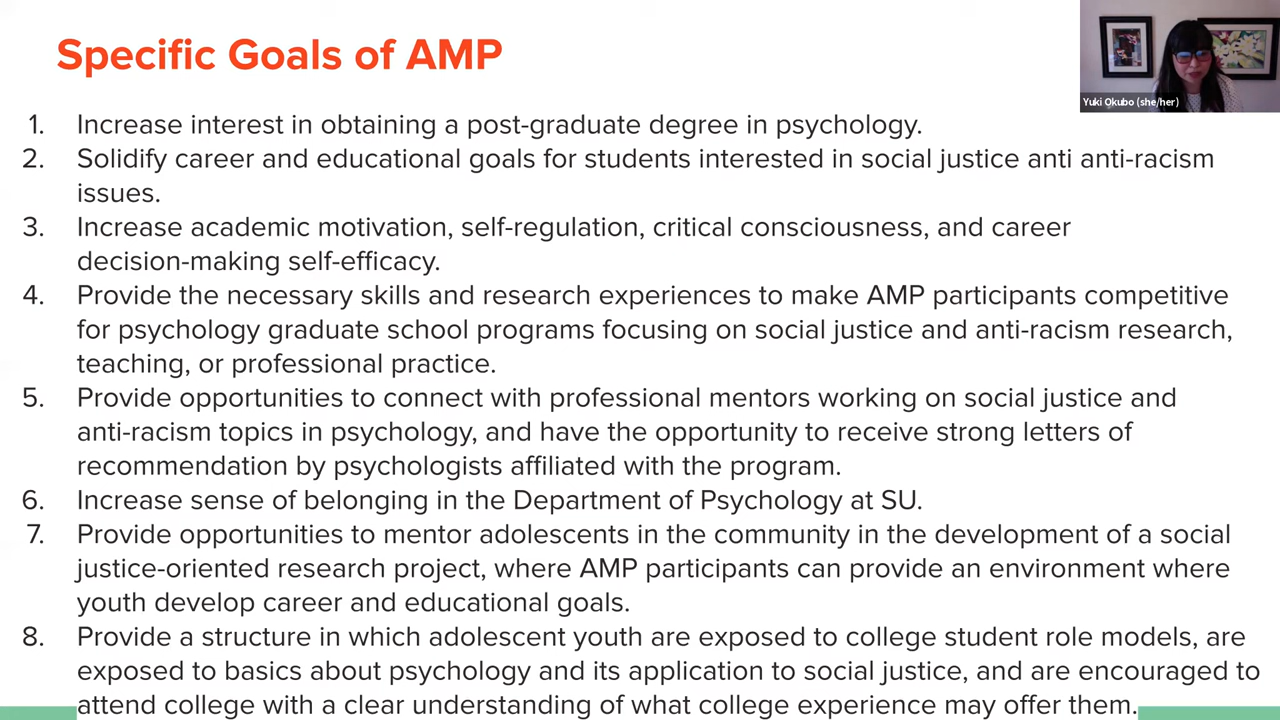 Specific Goals of AMP
Yuki Okubo (she/her)
1. Increase interest in obtaining a post-graduate degree in psychology.
2. Solidify career and educational goals for students interested in social justice anti anti-racism
issues.
3. Increase academic motivation, self-regulation, critical consciousness, and career
decision-making self-efficacy.
4. Provide the necessary skills and research experiences to make AMP participants competitive
for psychology graduate school programs focusing on social justice and anti-racism research,
teaching, or professional practice.
5. Provide opportunities to connect with professional mentors working on social justice and
anti-racism topics in psychology, and have the opportunity to receive strong letters of
recommendation by psychologists affiliated with the program.
6. Increase sense of belonging in the Department of Psychology at SU.
7. Provide opportunities to mentor adolescents in the community in the development of a social
justice-oriented research project, where AMP participants can provide an environment where
youth develop career and educational goals.
8. Provide a structure in which adolescent youth are exposed to college student role models, are
exposed to basics about psychology and its application to social justice, and are encouraged to
attend college with a clear understanding of what college experience may offer them.